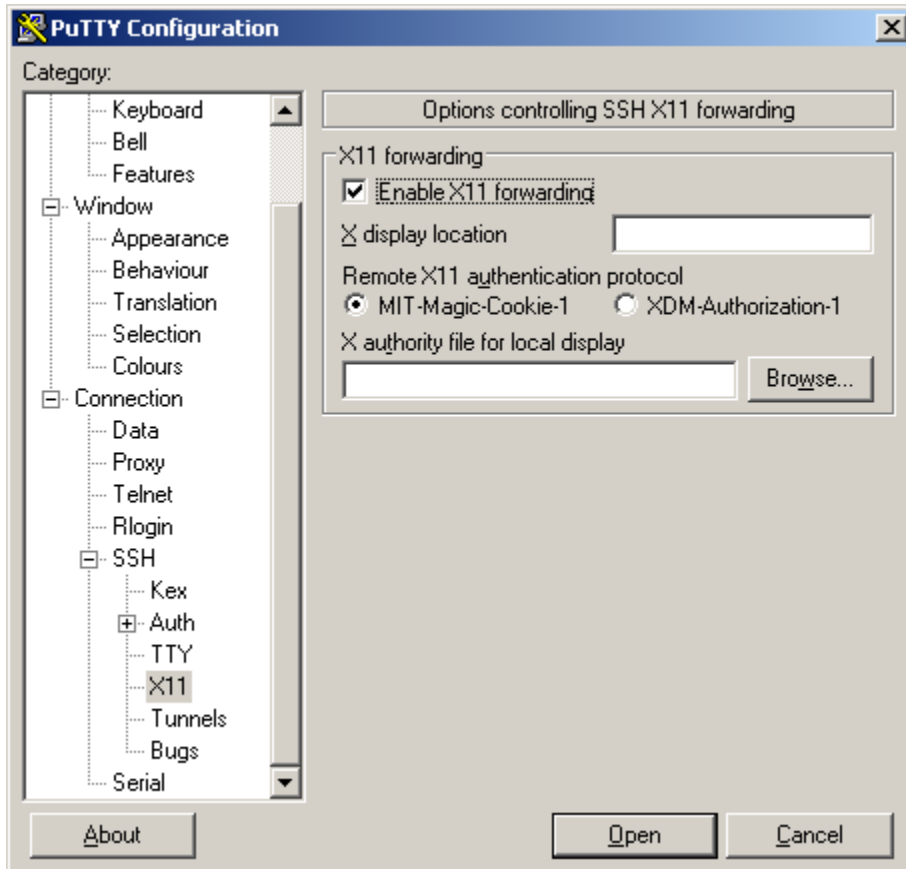 PuTTY Configuration
Category:
Keyboard
Bell
Features
Window
Appearance
Behaviour
Translation
Selection
Colours
Connection
Data
Proxy
Telnet
Rlogin
SSH
Kex
Auth
TTY
X11
Tunnels
Bugs
Serial
Options controlling SSH X11 forwarding
X11 forwarding
Enable X11 forwarding
X display location
Remote X11 authentication protocol
MIT-Magic-Cookie-1 XDM-Authorization-1
X authority file for local display
Browse...
About Open Cancel